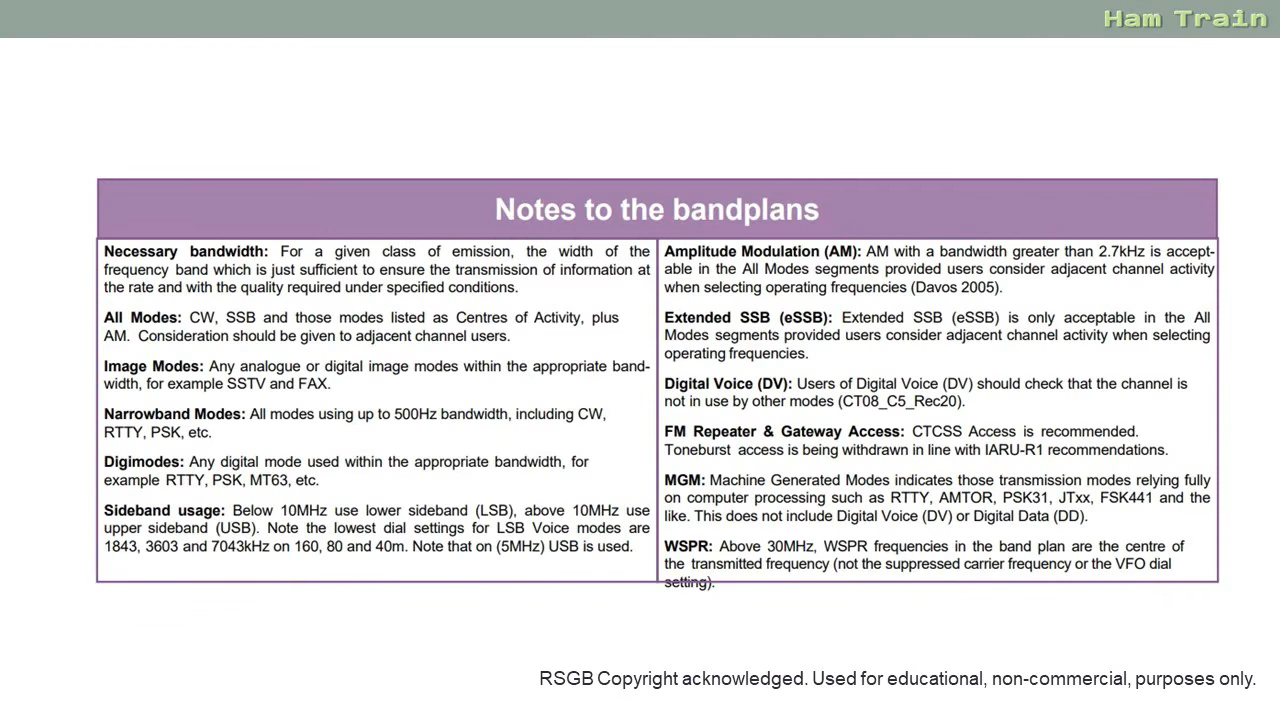 Ham Train
Notes to the bandplans
Necessary bandwidth: For a given class of emission, the width of the
frequency band which is just sufficient to ensure the transmission of information at
the rate and with the quality required under specified conditions.
All Modes: CW, SSB and those modes listed as Centres of Activity, plus
AM. Consideration should be given to adjacent channel users.
Image Modes: Any analogue or digital image modes within the appropriate band-
width, for example SSTV and FAX.
Narrowband Modes: All modes using up to 500Hz bandwidth, including CW,
RTTY, PSK, etc.
Digimodes: Any digital mode used within the appropriate bandwidth, for
example RTTY, PSK, MT63, etc.
Sideband usage: Below 10MHz use lower sideband (LSB), above 10MHz use
upper sideband (USB). Note the lowest dial settings for LSB Voice modes are
1843, 3603 and 7043kHz on 160, 80 and 40m. Note that on (5MHz) USB is used.
Amplitude Modulation (AM): AM with a bandwidth greater than 2.7kHz is accept-
able in the All Modes segments provided users consider adjacent channel activity
when selecting operating frequencies (Davos 2005).
Extended SSB (eSSB): Extended SSB (eSSB) is only acceptable in the All
Modes segments provided users consider adjacent channel activity when selecting
operating frequencies.
Digital Voice (DV): Users of Digital Voice (DV) should check that the channel is
not in use by other modes (CT08_C5_Rec20).
FM Repeater & Gateway Access: CTCSS Access is recommended.
Toneburst access is being withdrawn in line with IARU-R1 recommendations.
MGM: Machine Generated Modes indicates those transmission modes relying fully
on computer processing such as RTTY, AMTOR, PSK31, JTxx, FSK441 and the
like. This does not include Digital Voice (DV) or Digital Data (DD).
WSPR: Above 30MHz, WSPR frequencies in the band plan are the centre of
the transmitted frequency (not the suppressed carrier frequency or the VFO dial
setting).
RSGB Copyright acknowledged. Used for educational, non-commercial, purposes only.